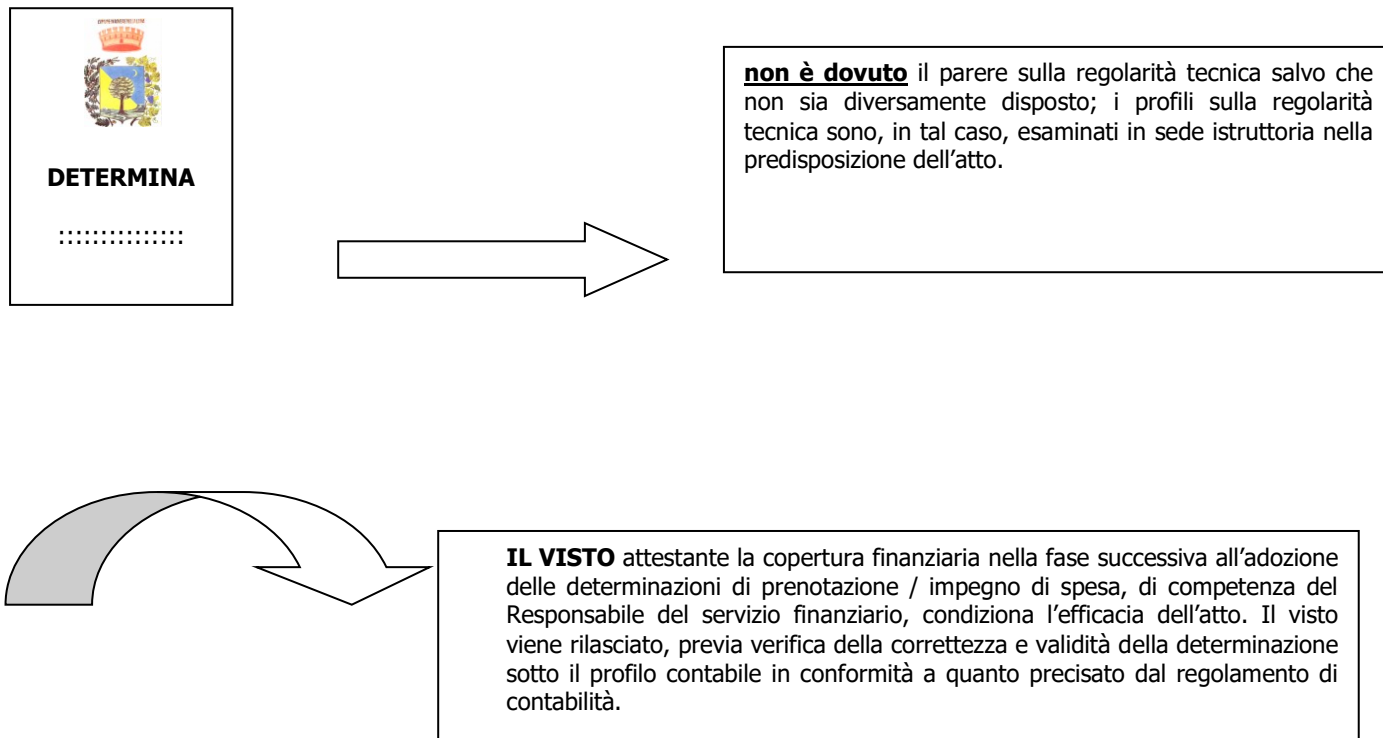 DETERMINA
:::::::::::::::
non è dovuto il parere sulla regolarità tecnica salvo che
non sia diversamente disposto; i profili sulla regolarità
tecnica sono, in tal caso, esaminati in sede istruttoria nella
predisposizione dell’atto.
IL VISTO attestante la copertura finanziaria nella fase successiva all’adozione
delle determinazioni di prenotazione / impegno di spesa, di competenza del
Responsabile del servizio finanziario, condiziona l’efficacia dell’atto. Il visto
viene rilasciato, previa verifica della correttezza e validità della determinazione
sotto il profilo contabile in conformità a quanto precisato dal regolamento di
contabilità.